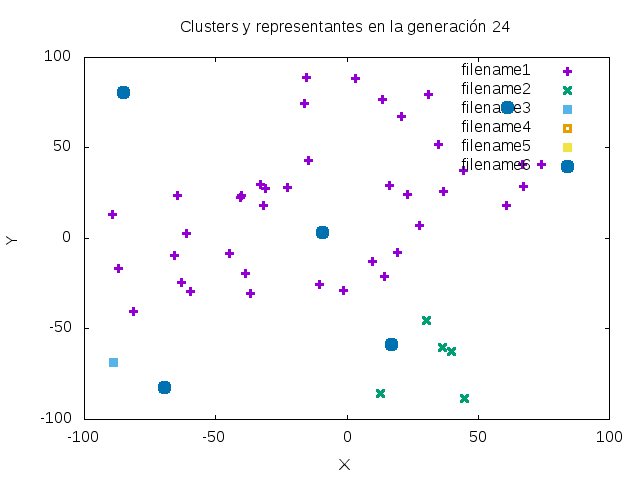 Clusters y representantes en la generación 24
100
50
0
-50
-100
Y
-100
-50
0
50
100
X
filename1
filename2
filename3
filename4
filename5
filename6